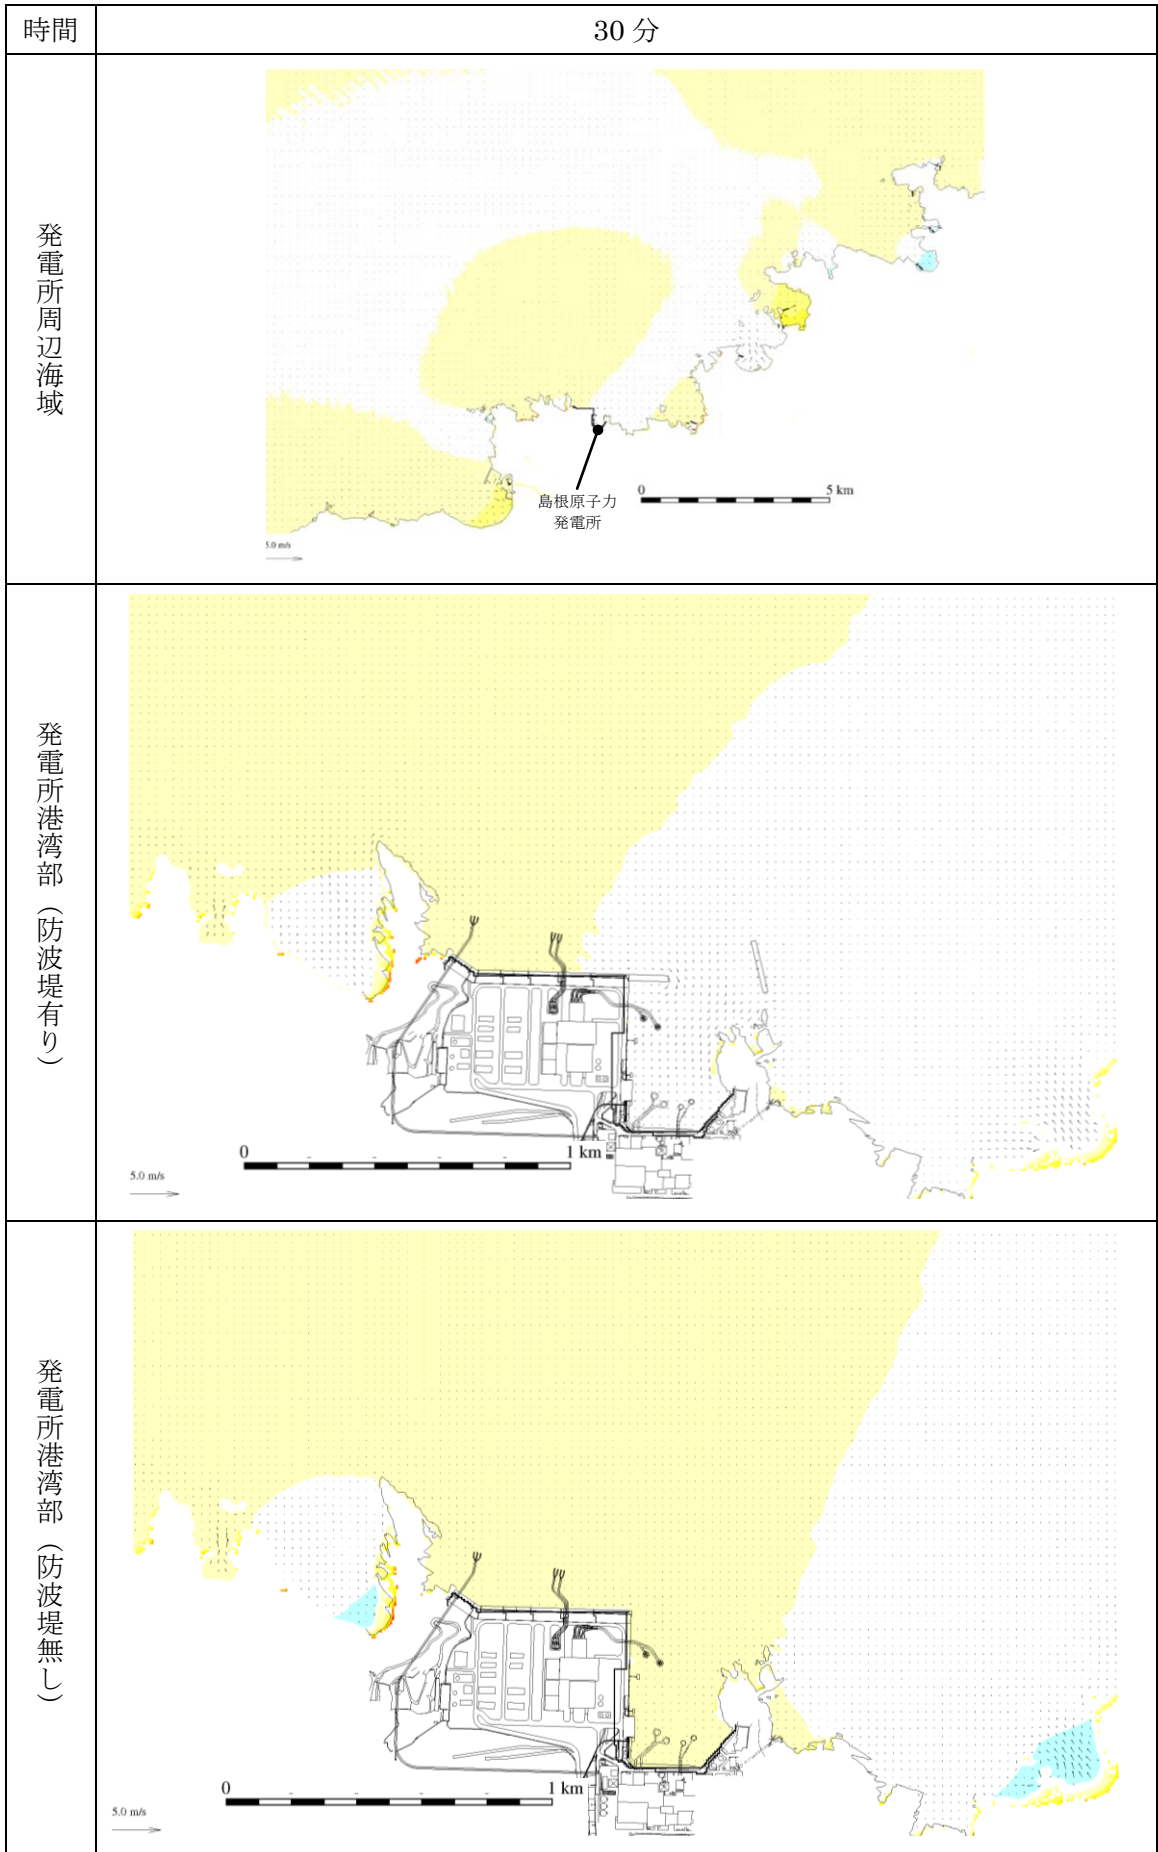 時間
30 分
発電所周辺海域
島根原子力
発電所
0
5 km
5.0 m/s
発電所港湾部（防波堤有り）
0
1 km
5.0 m/s
発電所港湾部（防波堤無し）
0
1 km
5.0 m/s